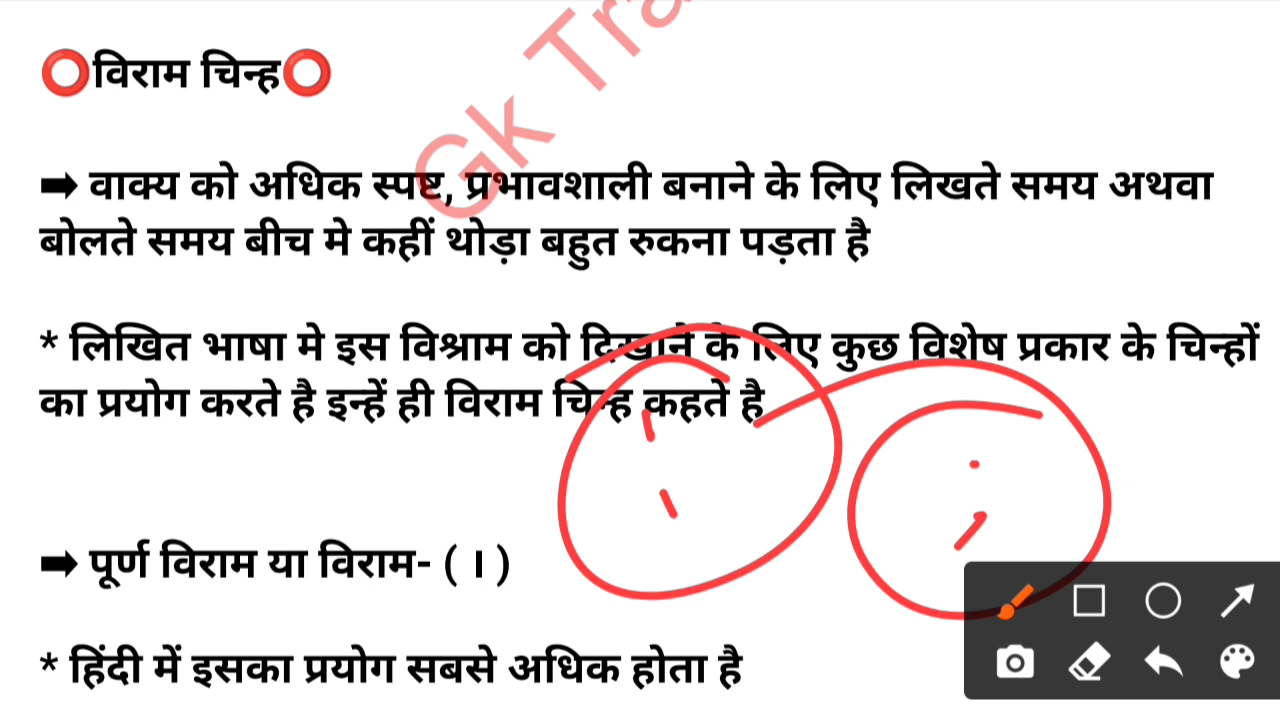 ⭕विराम चिन्ह⭕
➡ वाक्य को अधिक स्पष्ट, प्रभावशाली बनाने के लिए लिखते समय अथवा
बोलते समय बीच मे कहीं थोड़ा बहुत रुकना पड़ता है
* लिखित भाषा मे इस विश्राम को दिखाने के लिए कुछ विशेष प्रकार के चिन्हों
का प्रयोग करते है इन्हें ही विराम चिन्ह कहते है
➡ पूर्ण विराम या विराम- ( । )
* हिंदी में इसका प्रयोग सबसे अधिक होता है
Gk